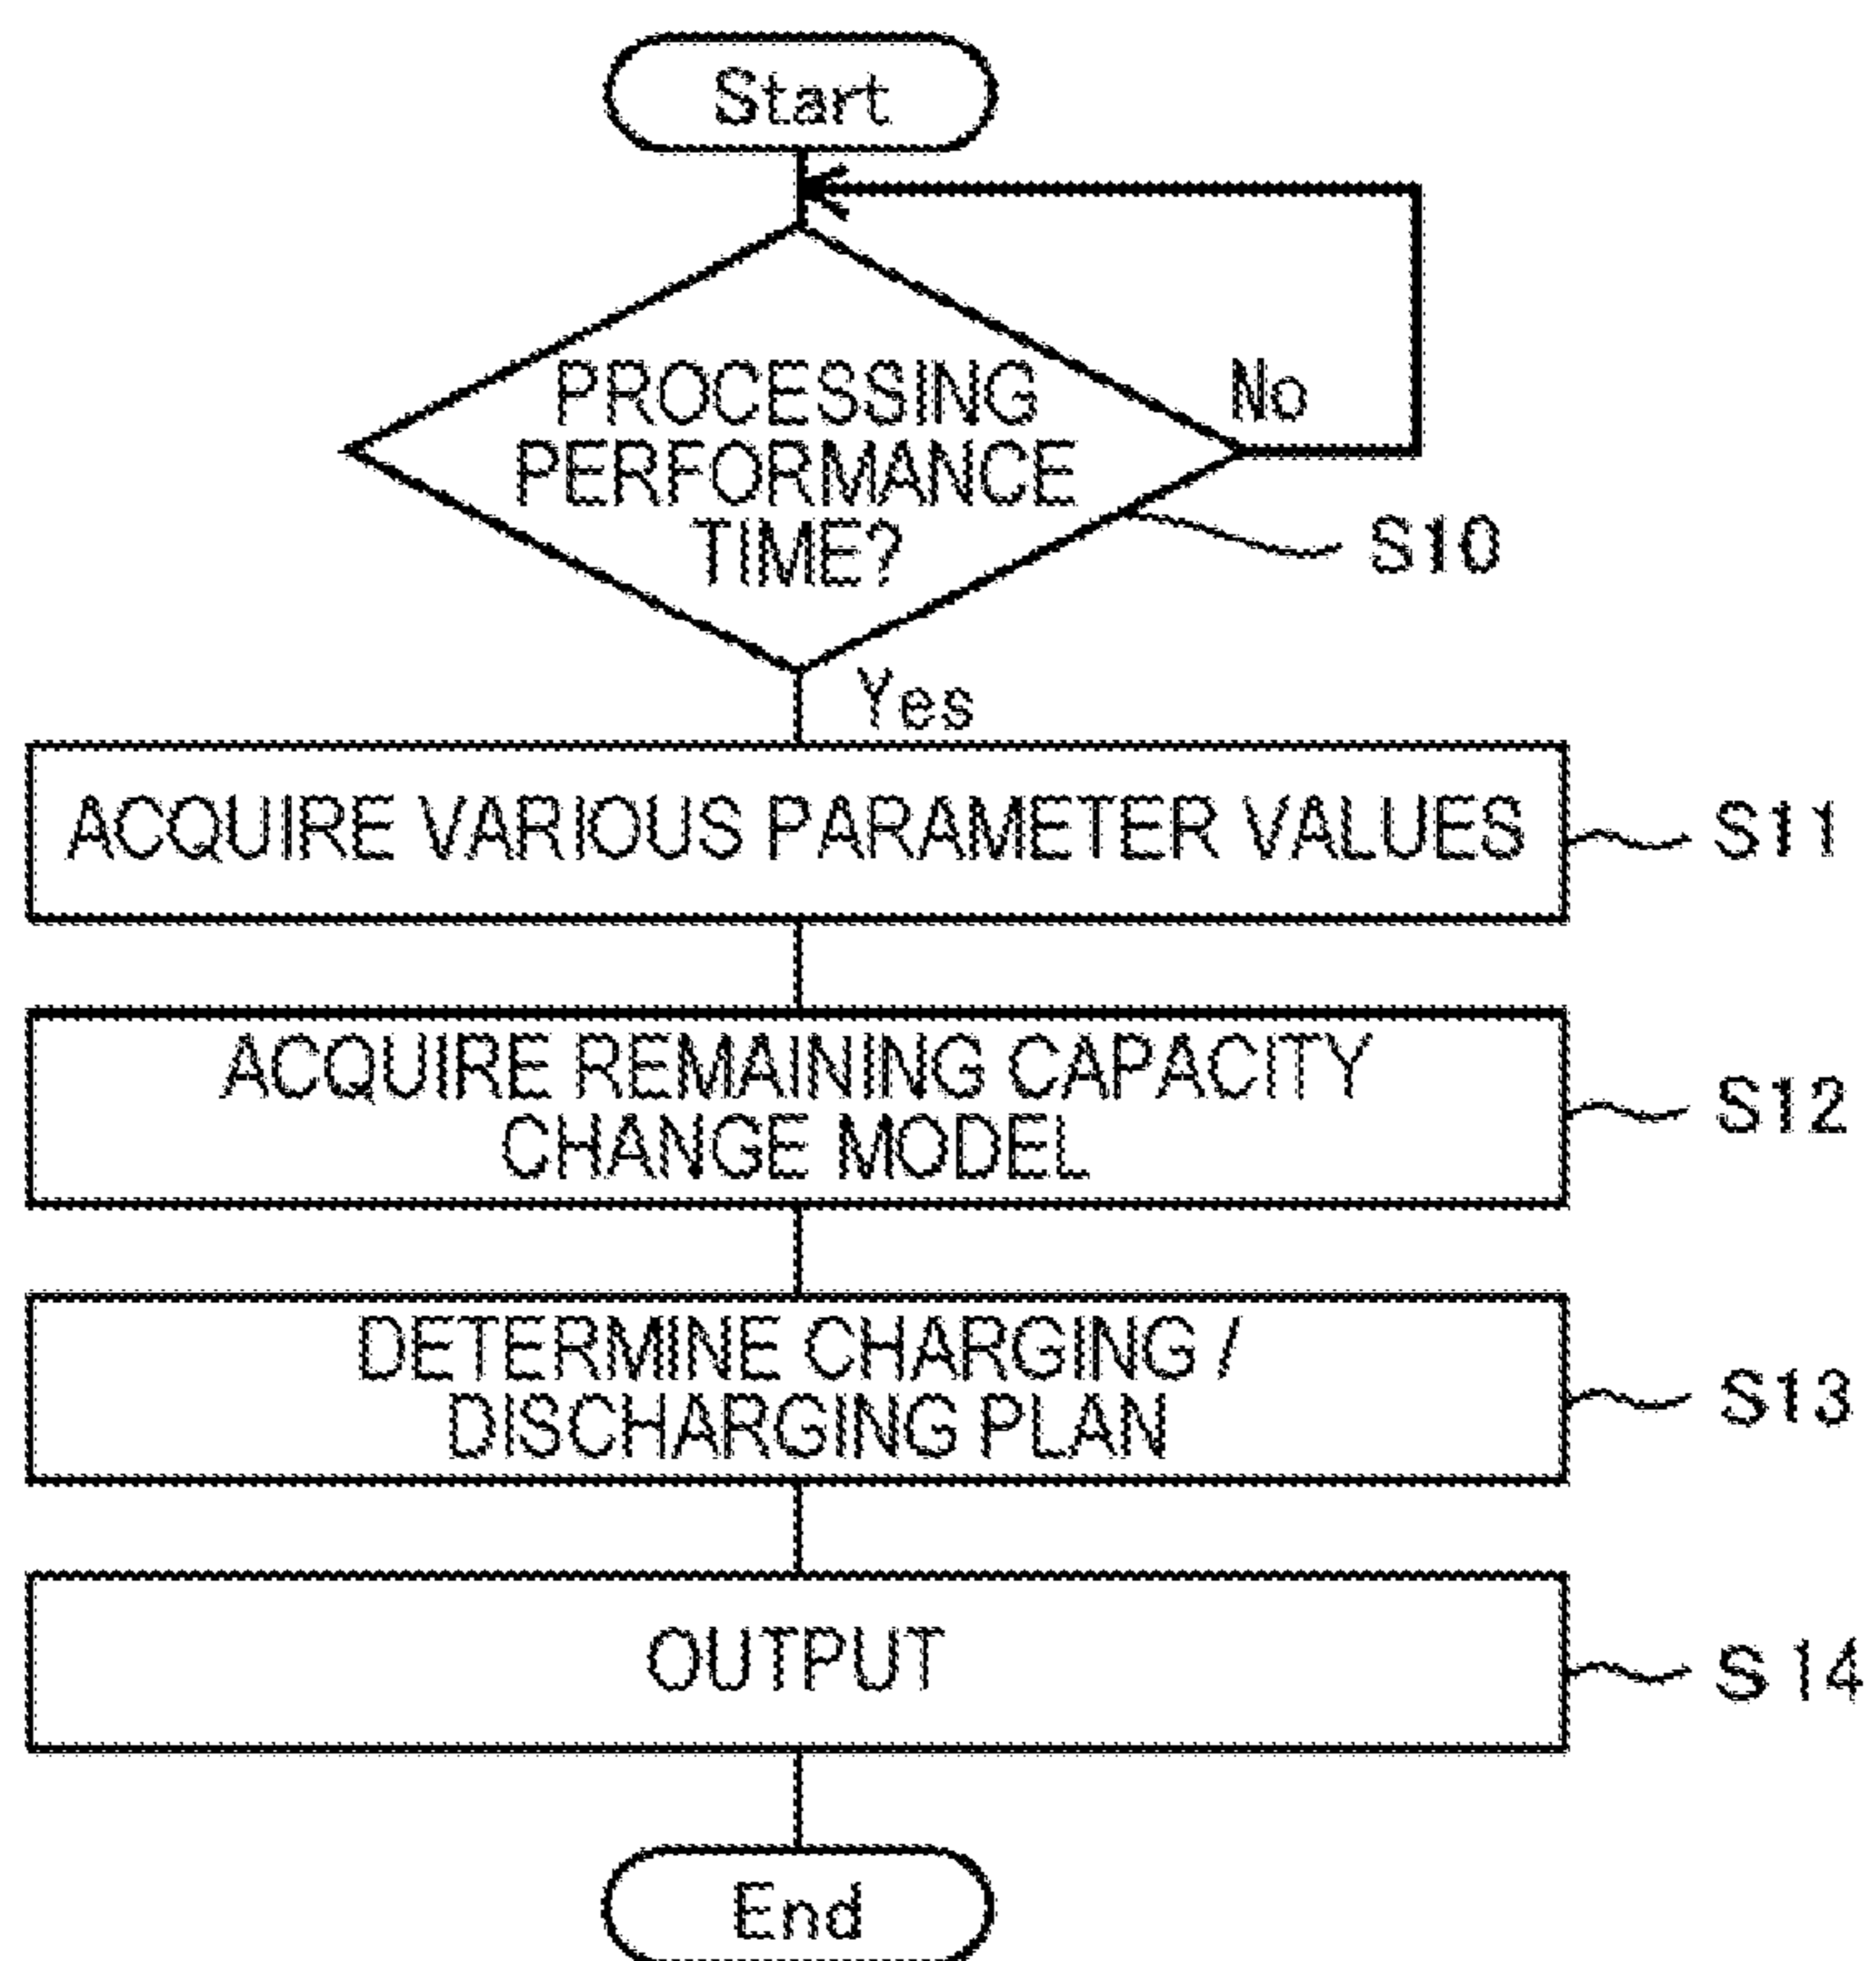 Start
PROCESSING
PERFORMANCE
TIME?
No
S10
Yes
ACQUIRE VARIOUS PARAMETER VALUES
S11
ACQUIRE REMAINING CAPACITY
CHANGE MODEL
S12
DETERMINE CHARGING /
DISCHARGING PLAN
S13
OUTPUT
S14
End